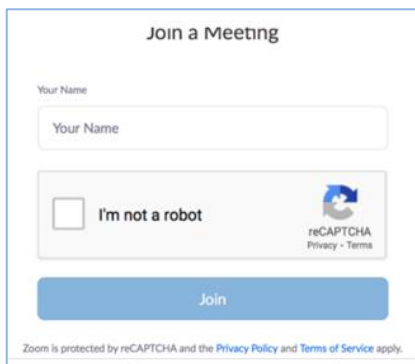 Join a Meeting
Your Name
Your Name
I'm not a robot
reCAPTCHA
Privacy - Terms
Join
Zoom is protected by reCAPTCHA and the Privacy Policy and Terms of Service apply.